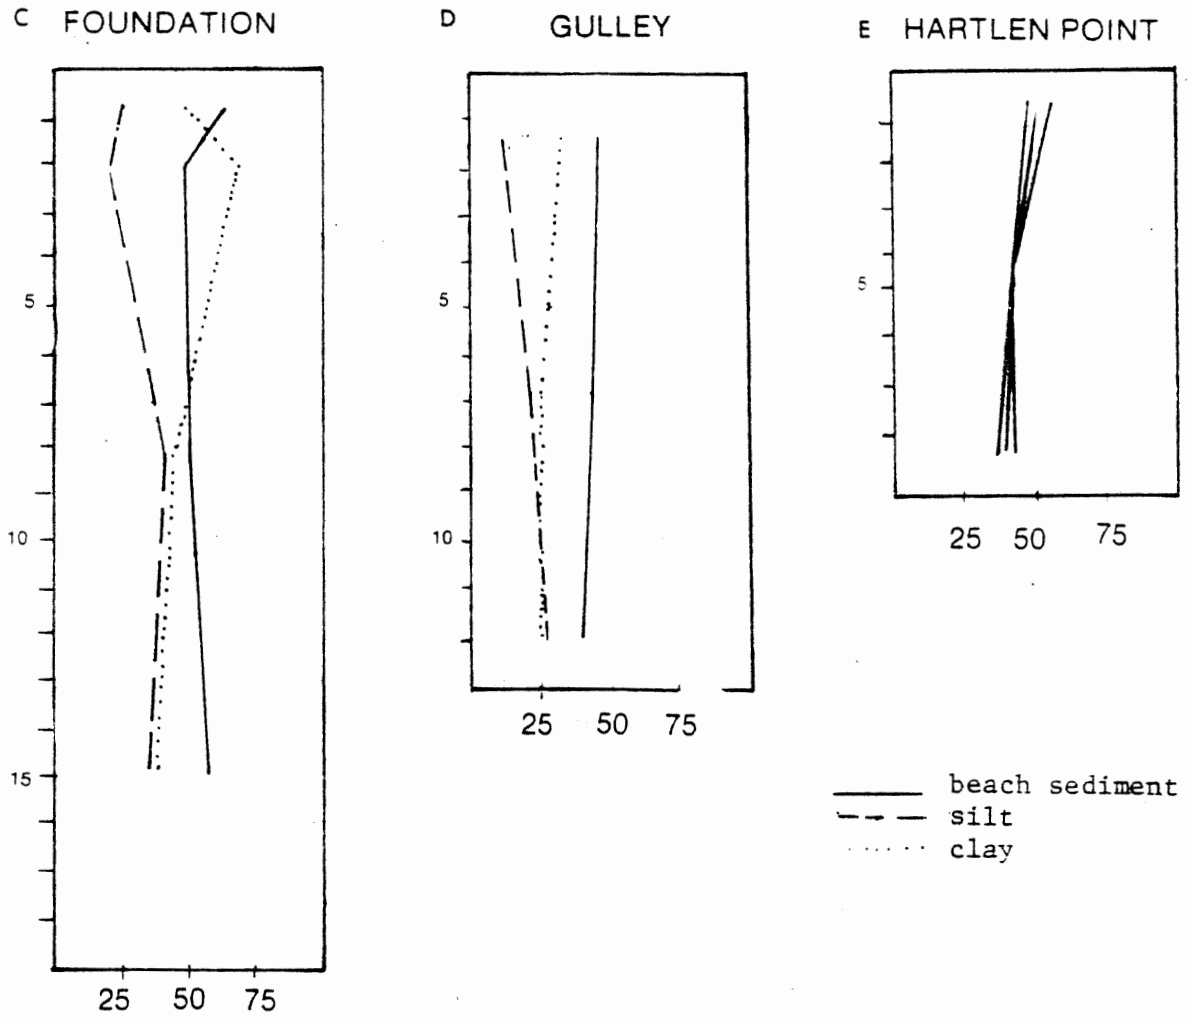 C FOUNDATION
5
10
15
25 50 75
D GULLEY
5
10
25 50 75
E HARTLEN POINT
5
25 50 75
beach sediment
silt
clay